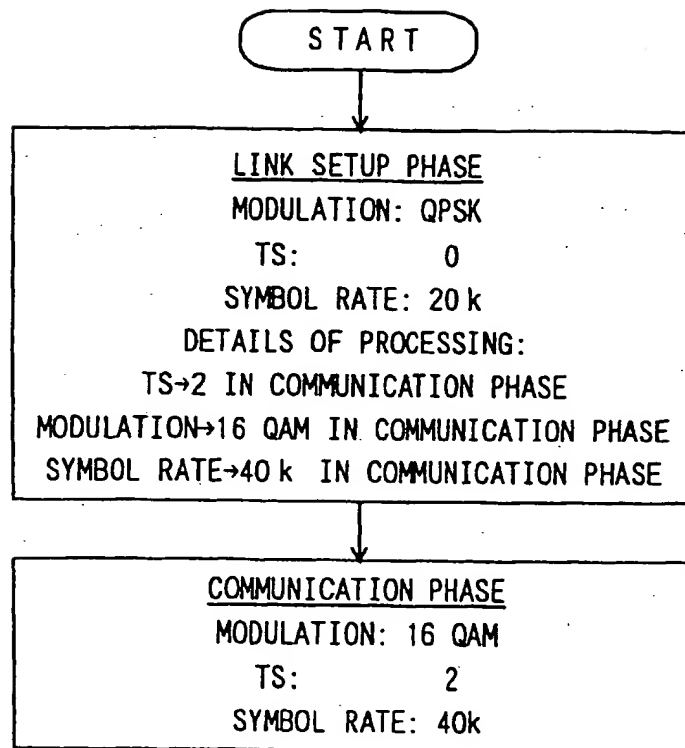 START
LINK SETUP PHASE
MODULATION: QPSK
TS: 0
SYMBOL RATE: 20k
DETAILS OF PROCESSING:
TS→2 IN COMMUNICATION PHASE
MODULATION→16 QAM IN COMMUNICATION PHASE
SYMBOL RATE→40k IN COMMUNICATION PHASE
COMMUNICATION PHASE
MODULATION: 16 QAM
TS: 2
SYMBOL RATE: 40k